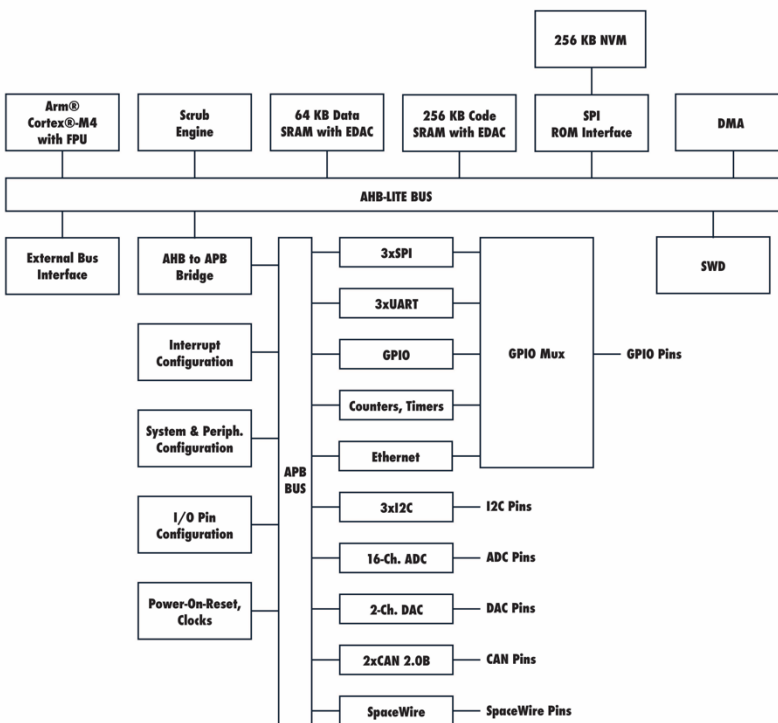 256 KB NVM
Arm®
Cortex®-M4
with FPU
Scrub
Engine
64 KB Data
SRAM with EDAC
256 KB Code
SRAM with EDAC
SPI
ROM Interface
DMA
AHB-LITE BUS
External Bus
Interface
AHB to APB
Bridge
SWD
Interrupt
Configuration
System & Periph.
Configuration
I/O Pin
Configuration
Power-On-Reset,
Clocks
APB
BUS
3xSPI
3xUART
GPIO
Counters, Timers
Ethernet
GPIO Mux
GPIO Pins
3xI2C
I2C Pins
16-Ch. ADC
ADC Pins
2-Ch. DAC
DAC Pins
2xCAN 2.0B
CAN Pins
SpaceWire
SpaceWire Pins